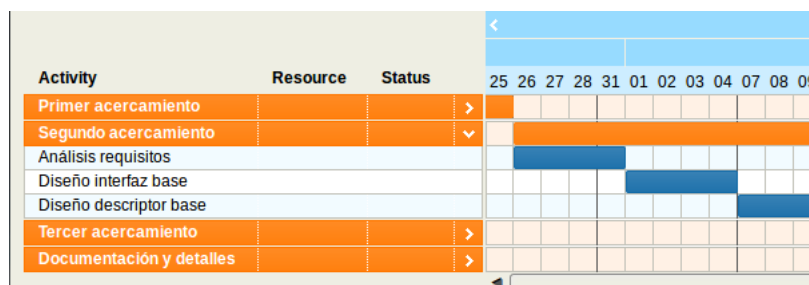 Activity Resource Status 25 26 27 28 31 01 02 03 04 07 08
Primer acercamiento
Segundo acercamiento
Análisis requisitos
Diseño interfaz base
Diseño descriptor base
Tercer acercamiento
Documentación y detalles